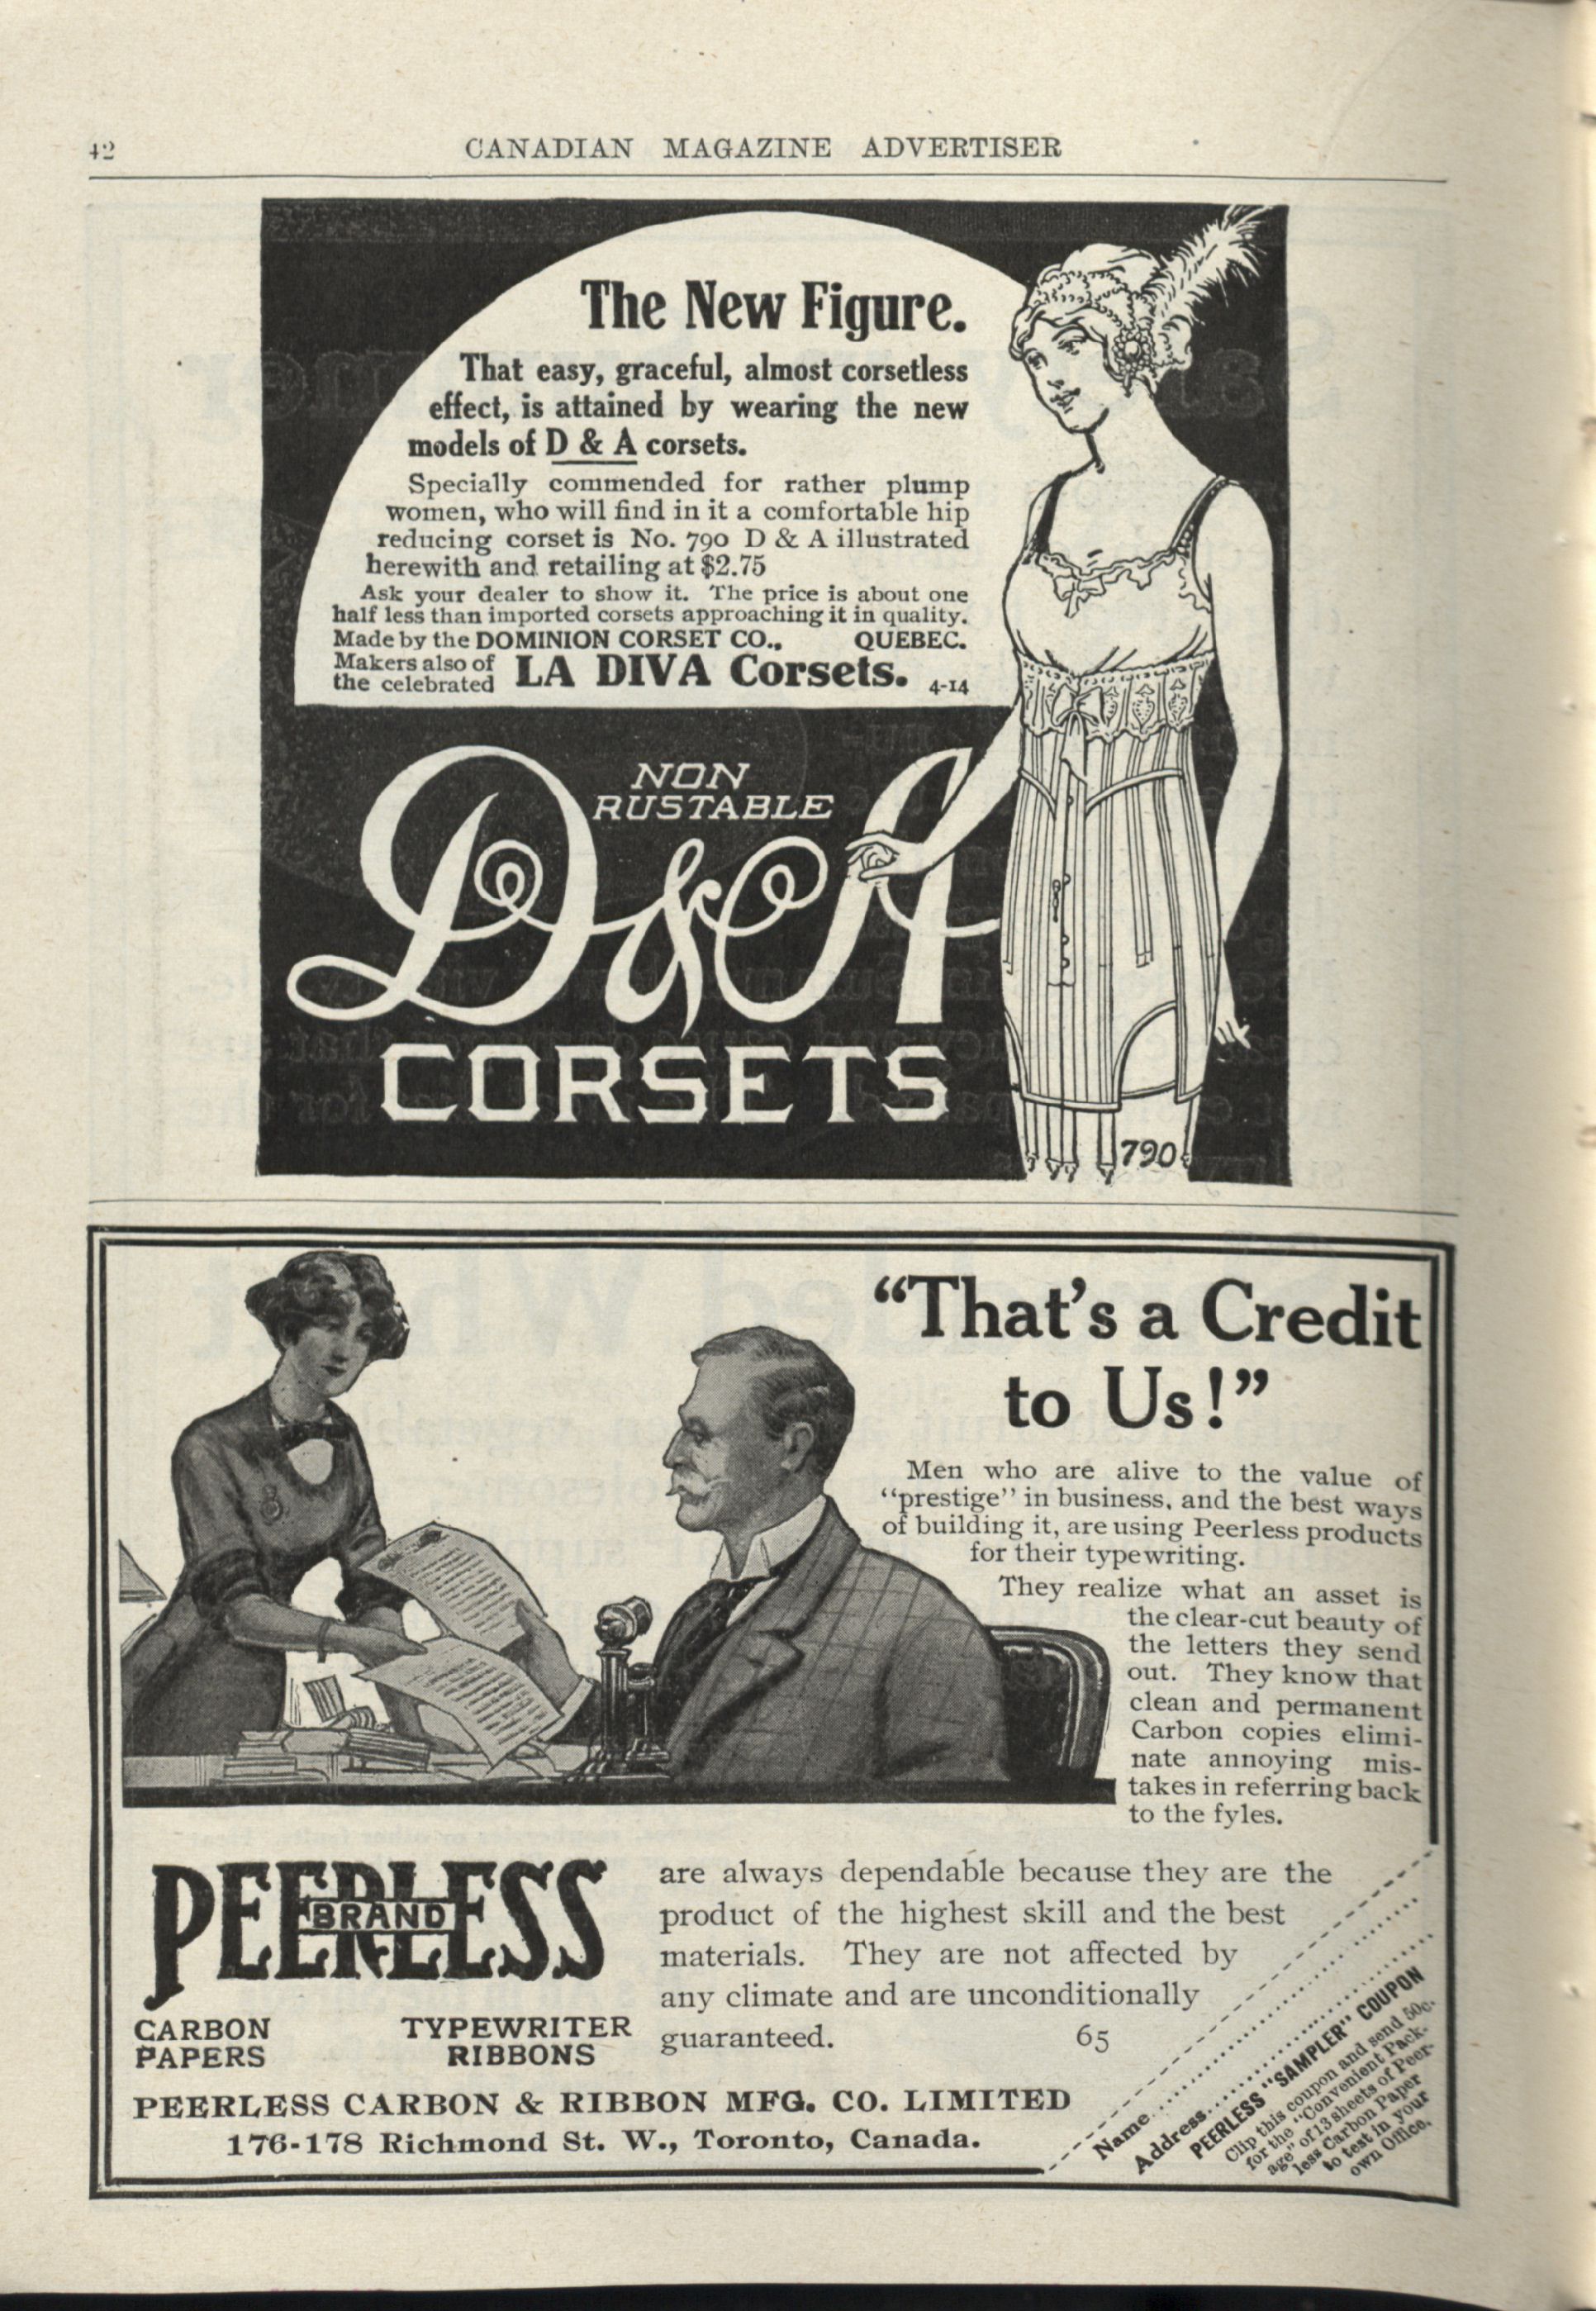 42
CANADIAN MAGAZINE ADVERTISER
The New Figure.
That easy, graceful, almost corsetless
effect, is attained by wearing the new
models of D & A corsets.
Specially commended for rather plump
women, who will find in it a comfortable hip
reducing corset is No. 790 D & A illustrated
herewith and retailing at $2.75
Ask your dealer to show it. The price is about one
half less than imported corsets approaching it in quality.
Made by the DOMINION CORSET CO., QUEBEC.
Makers also of
the celebrated LA DIVA Corsets. 4-14
NON
RUSTABLE
D & A
CORSETS
790
“That’s a Credit
to Us!”
Men who are alive to the value of
“prestige” in business, and the best ways
of building it, are using Peerless products
for their typewriting.
They realize what an asset is
the clear-cut beauty of
the letters they send
out. They know that
clean and permanent
Carbon copies elimi-
nate annoying mis-
takes in referring back
to the fyles.
PEERLESS
BRAND
CARBON
PAPERS
TYPEWRITER
RIBBONS
are always dependable because they are the
product of the highest skill and the best
materials. They are not affected by
any climate and are unconditionally
guaranteed. 65
PEERLESS CARBON & RIBBON MFG. CO. LIMITED
176-178 Richmond St. W., Toronto, Canada.
Name
Address
PEERLESS “SAMPLER” COUPON
Clip this coupon and send 50c.
for the “Convenient Pack-
age” of 13 sheets of Peer-
less Carbon Paper
to test in your
own Office.